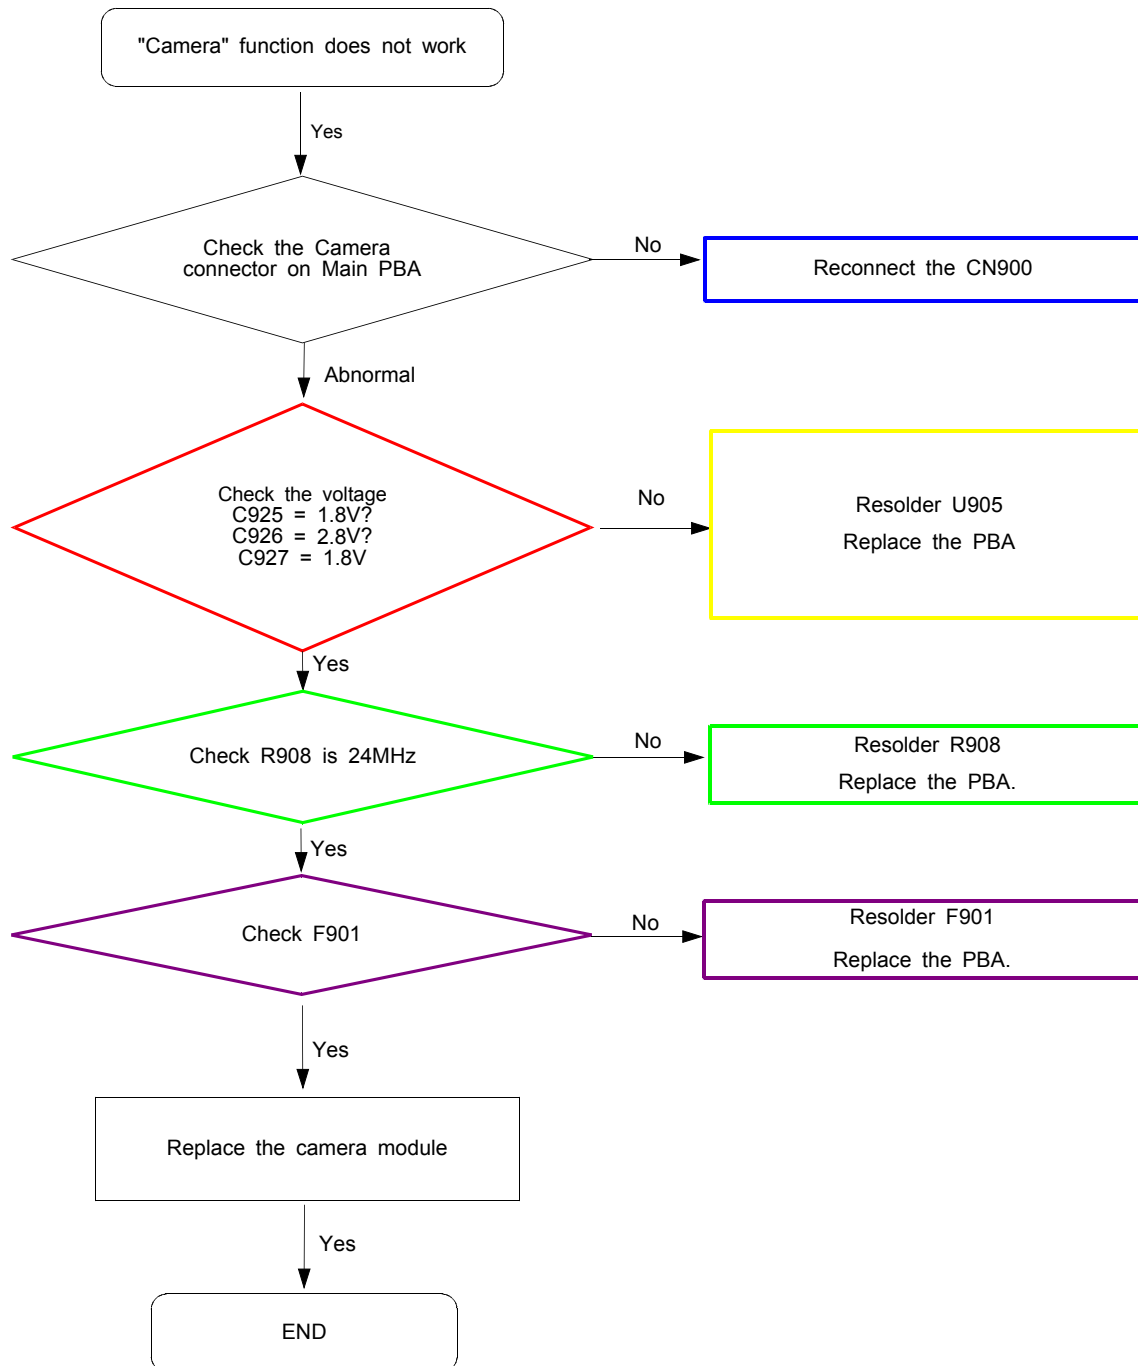 "Camera" function does not work
Yes
Check the Camera
connector on Main PBA
No
Reconnect the CN900
Abnormal
Check the voltage
C925 = 1.8V?
C926 = 2.8V?
C927 = 1.8V
No
Resolder U905
Replace the PBA
Yes
Check R908 is 24MHz
No
Resolder R908
Replace the PBA.
Yes
Check F901
No
Resolder F901
Replace the PBA.
Yes
Replace the camera module
Yes
END